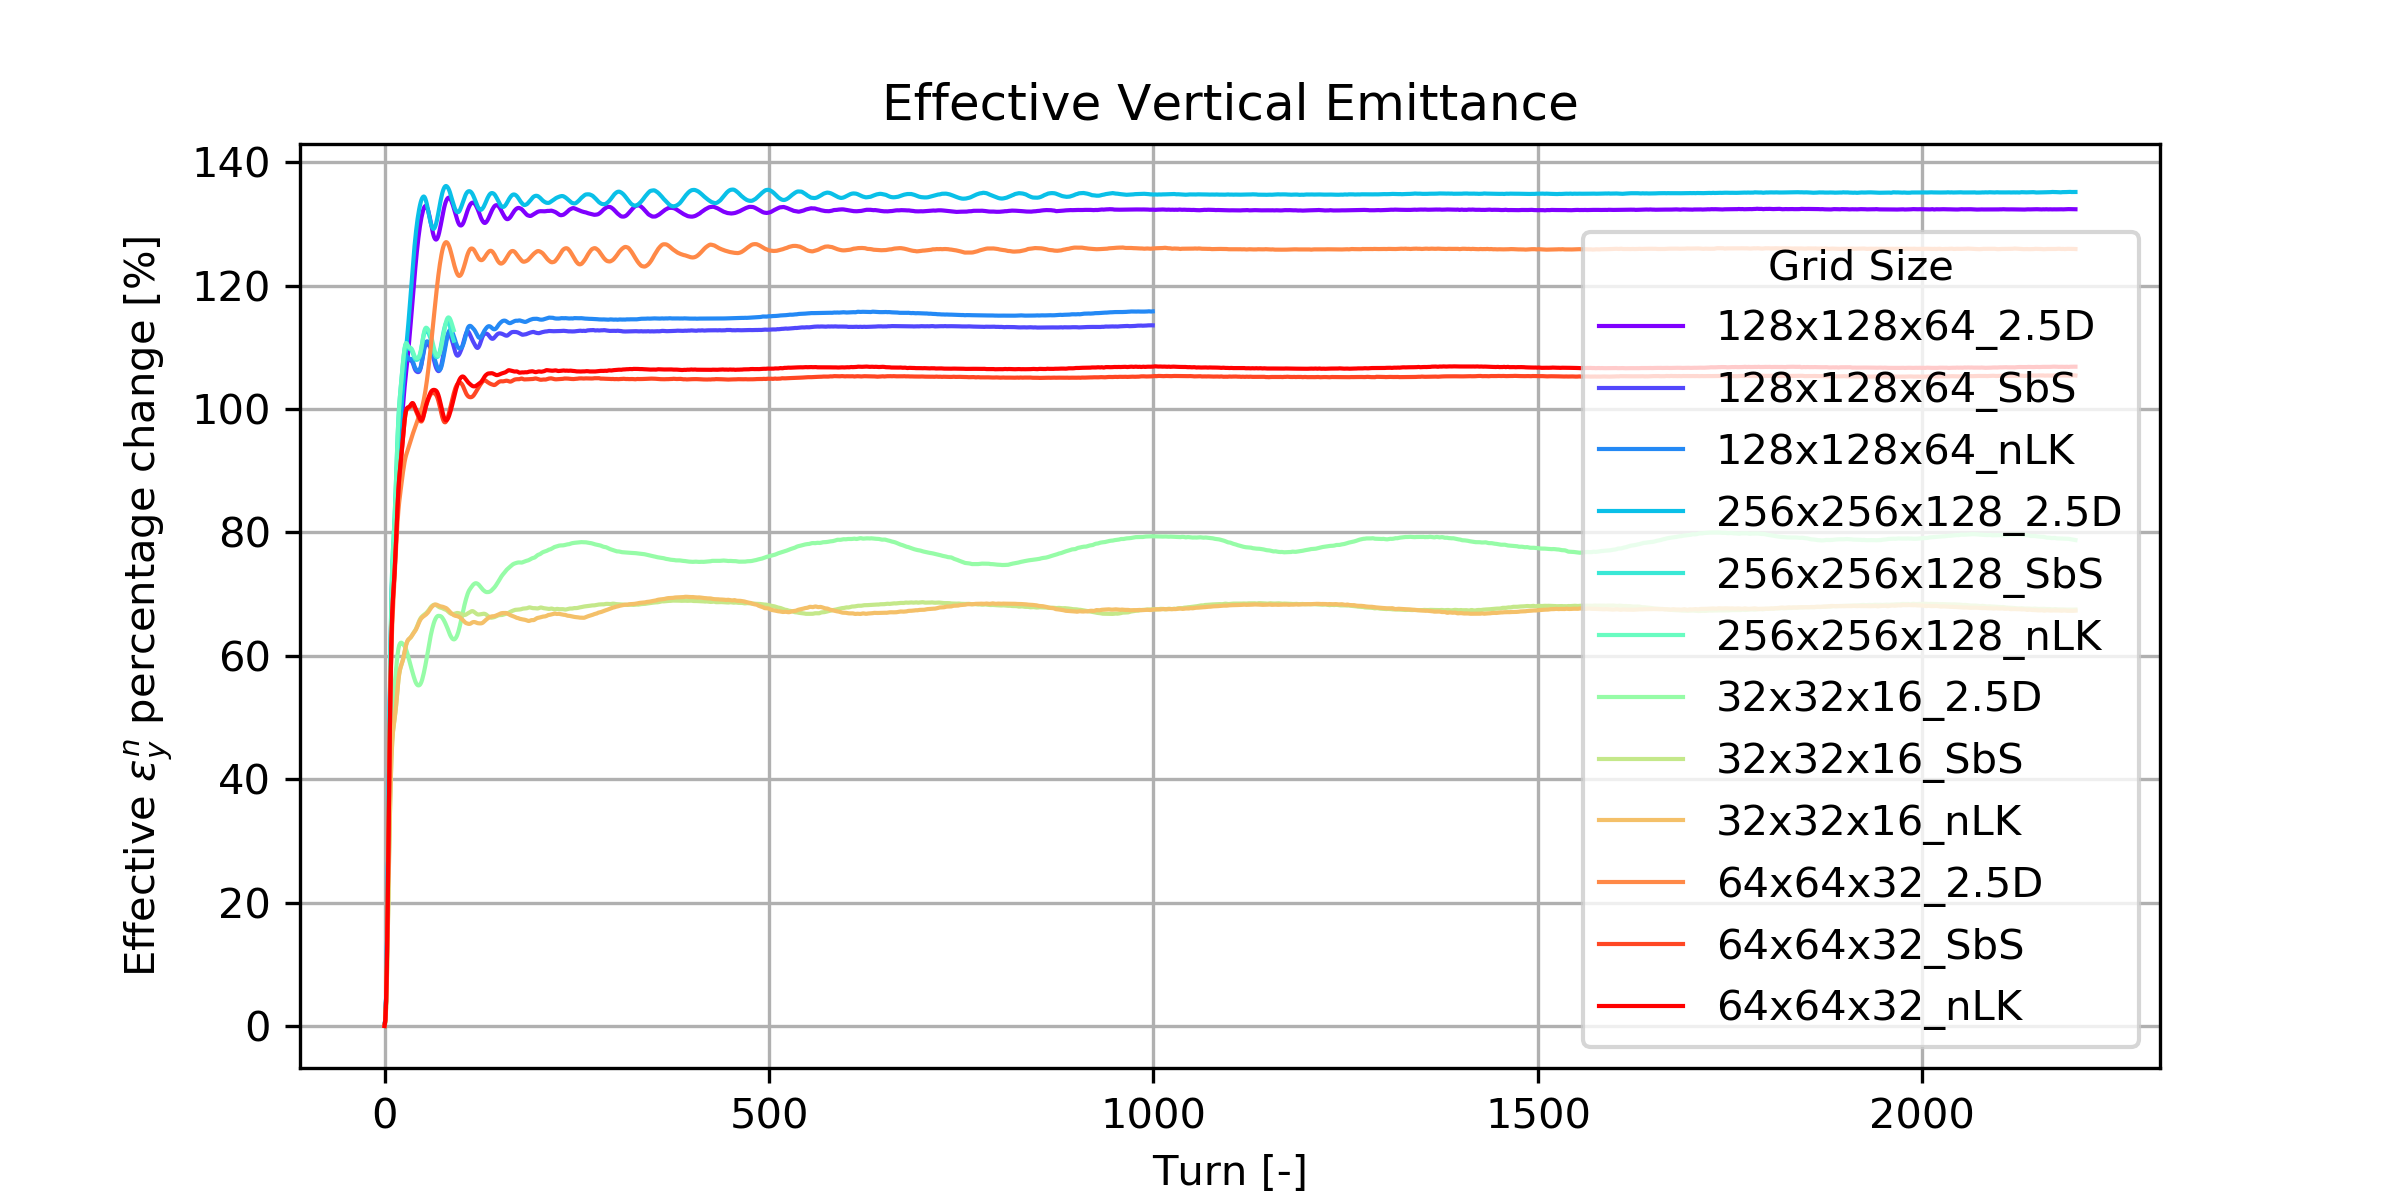 Effective Vertical Emittance
Effective εₙʸ percentage change [%]
140
120
100
80
60
40
20
0
0 500 1000 1500 2000
Turn [-]
Grid Size
128x128x64_2.5D
128x128x64_SbS
128x128x64_nLK
256x256x128_2.5D
256x256x128_SbS
256x256x128_nLK
32x32x16_2.5D
32x32x16_SbS
32x32x16_nLK
64x64x32_2.5D
64x64x32_SbS
64x64x32_nLK